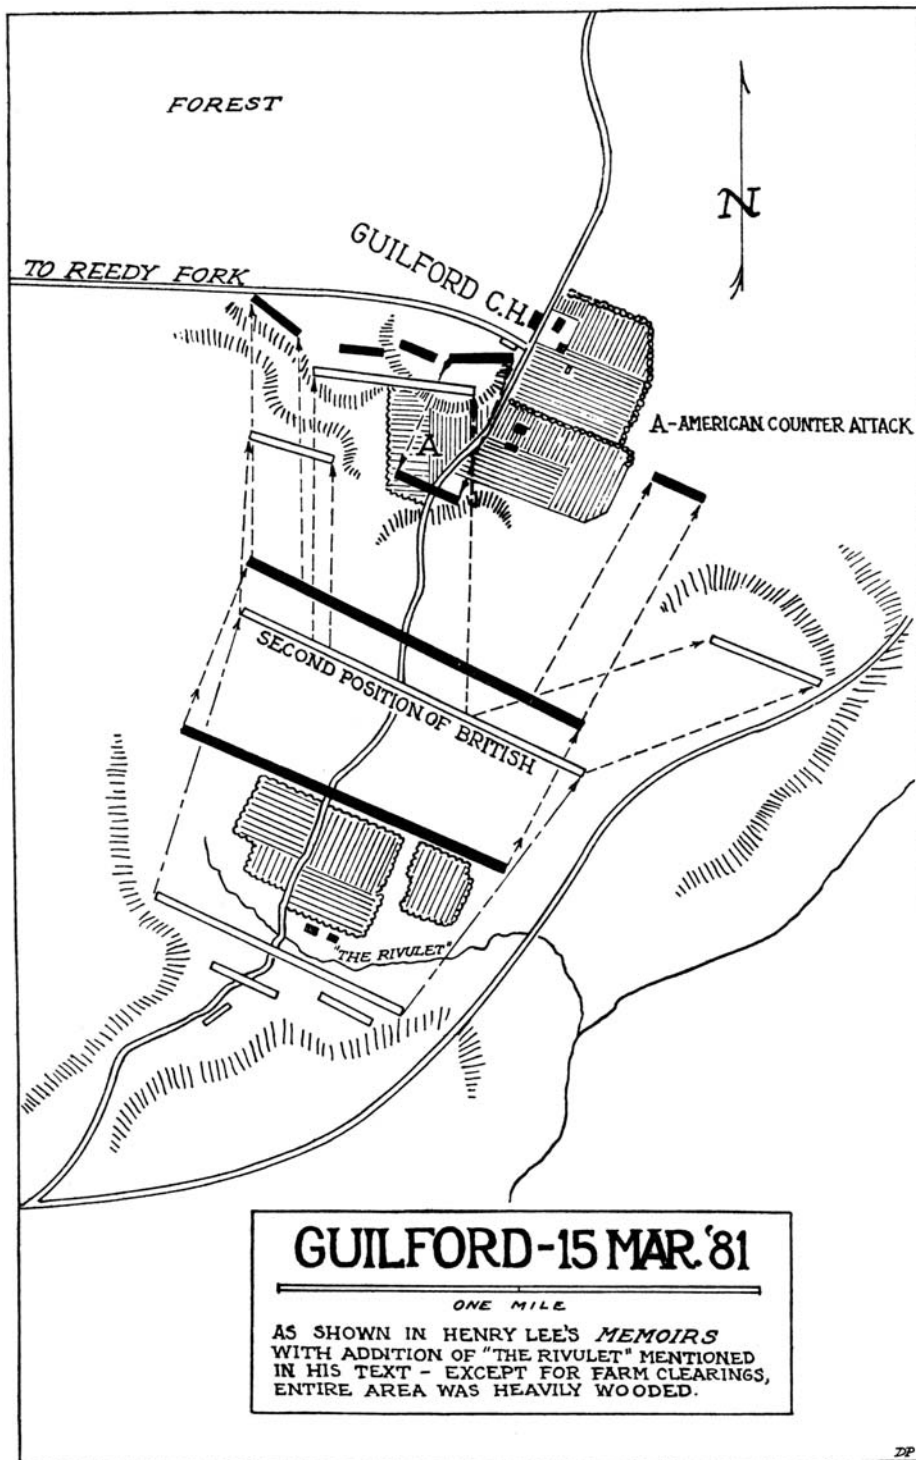 FOREST
N
GUILFORD C.H.
TO REEDY FORK
A-AMERICAN COUNTER ATTACK
A
SECOND POSITION OF BRITISH
"THE RIVULET"
GUILFORD-15 MAR.'81
ONE MILE
AS SHOWN IN HENRY LEE'S MEMOIRS
WITH ADDITION OF "THE RIVULET" MENTIONED
IN HIS TEXT - EXCEPT FOR FARM CLEARINGS,
ENTIRE AREA WAS HEAVILY WOODED.
DP